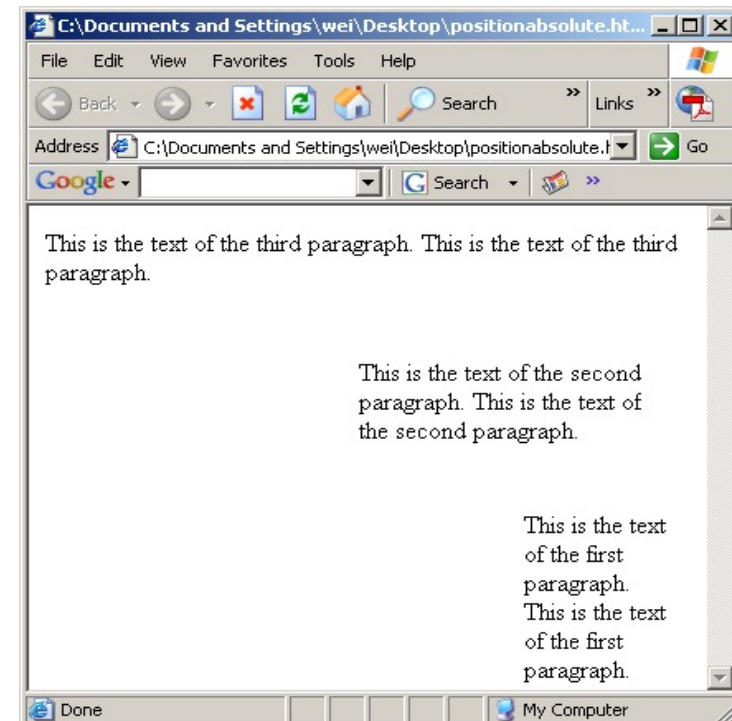 C:\Documents and Settings\wei\Desktop\positionabsolute.ht...
File Edit View Favorites Tools Help
Back Search » Links »
Address C:\Documents and Settings\wei\Desktop\positionabsolute.h Go
Google G Search »
This is the text of the third paragraph. This is the text of the third
paragraph.
This is the text of the second
paragraph. This is the text of
the second paragraph.
This is the text
of the first
paragraph.
This is the text
of the first
paragraph.
Done My Computer